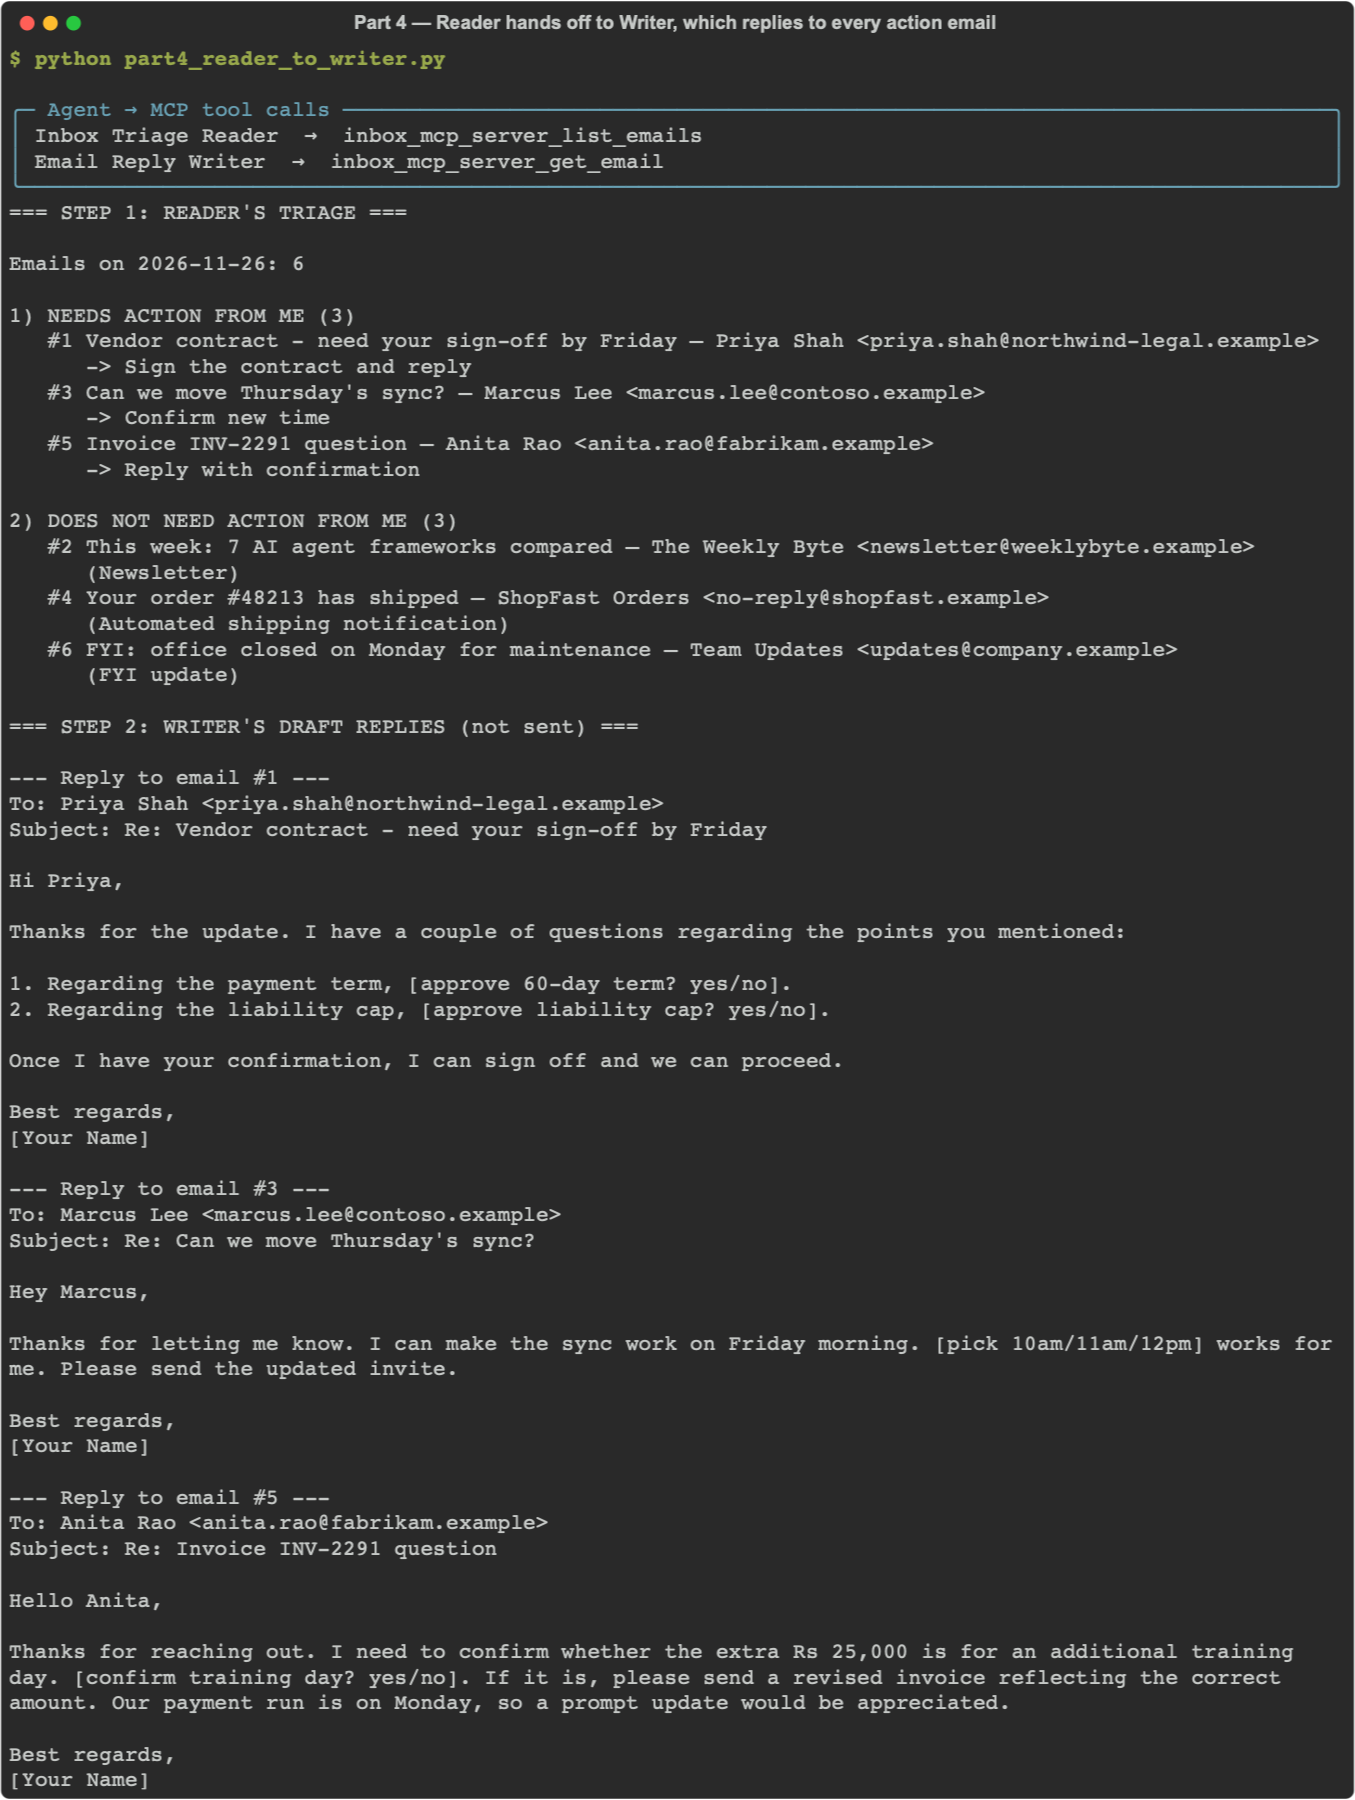 Part 4 — Reader hands off to Writer, which replies to every action email
$ python part4_reader_to_writer.py
Agent → MCP tool calls
Inbox Triage Reader → inbox_mcp_server_list_emails
Email Reply Writer → inbox_mcp_server_get_email
=== STEP 1: READER'S TRIAGE ===
Emails on 2026-11-26: 6
1) NEEDS ACTION FROM ME (3)
#1 Vendor contract - need your sign-off by Friday — Priya Shah <priya.shah@northwind-legal.example>
-> Sign the contract and reply
#3 Can we move Thursday's sync? — Marcus Lee <marcus.lee@contoso.example>
-> Confirm new time
#5 Invoice INV-2291 question — Anita Rao <anita.rao@fabrikam.example>
-> Reply with confirmation
2) DOES NOT NEED ACTION FROM ME (3)
#2 This week: 7 AI agent frameworks compared — The Weekly Byte <newsletter@weeklybyte.example>
(Newsletter)
#4 Your order #48213 has shipped — ShopFast Orders <no-reply@shopfast.example>
(Automated shipping notification)
#6 FYI: office closed on Monday for maintenance — Team Updates <updates@company.example>
(FYI update)
=== STEP 2: WRITER'S DRAFT REPLIES (not sent) ===
--- Reply to email #1 ---
To: Priya Shah <priya.shah@northwind-legal.example>
Subject: Re: Vendor contract - need your sign-off by Friday
Hi Priya,
Thanks for the update. I have a couple of questions regarding the points you mentioned:
1. Regarding the payment term, [approve 60-day term? yes/no].
2. Regarding the liability cap, [approve liability cap? yes/no].
Once I have your confirmation, I can sign off and we can proceed.
Best regards,
[Your Name]
--- Reply to email #3 ---
To: Marcus Lee <marcus.lee@contoso.example>
Subject: Re: Can we move Thursday's sync?
Hey Marcus,
Thanks for letting me know. I can make the sync work on Friday morning. [pick 10am/11am/12pm] works for
me. Please send the updated invite.
Best regards,
[Your Name]
--- Reply to email #5 ---
To: Anita Rao <anita.rao@fabrikam.example>
Subject: Re: Invoice INV-2291 question
Hello Anita,
Thanks for reaching out. I need to confirm whether the extra Rs 25,000 is for an additional training
day. [confirm training day? yes/no]. If it is, please send a revised invoice reflecting the correct
amount. Our payment run is on Monday, so a prompt update would be appreciated.
Best regards,
[Your Name]